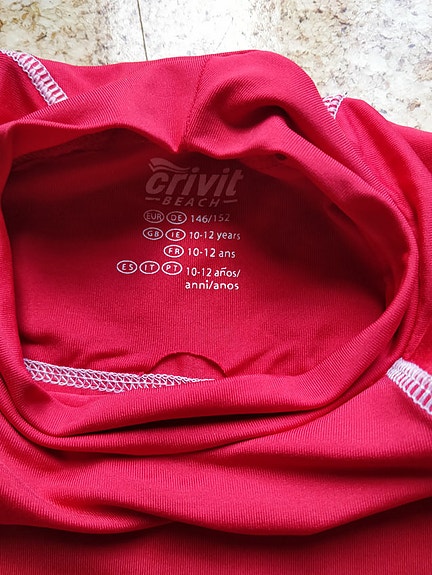 crivit
BEACH
EUR DE 146/152
GB IE 10-12 years
FR 10-12 ans
ES IT PT 10-12 años/
anni/anos